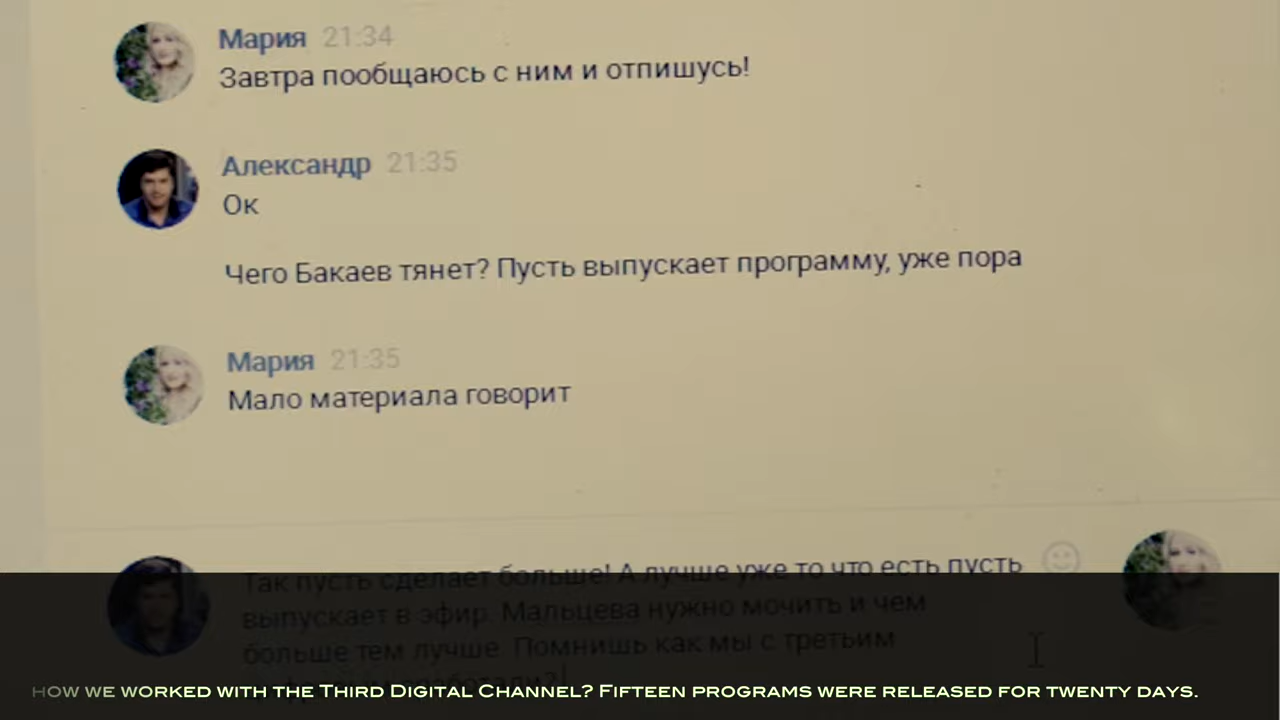 Мария 21:34
Завтра пообщаюсь с ним и отпишусь!
Александр 21:35
Ок
Чего Бакаев тянет? Пусть выпускает программу, уже пора
Мария 21:35
Мало материала говорит
Так пусть сделает больше! А лучше уже то что есть пусть
выпускает в эфир. Мальцева нужно мочить и чем
больше тем лучше. Помнишь как мы с третьим
HOW WE WORKED WITH THE THIRD DIGITAL CHANNEL? FIFTEEN PROGRAMS WERE RELEASED FOR TWENTY DAYS.